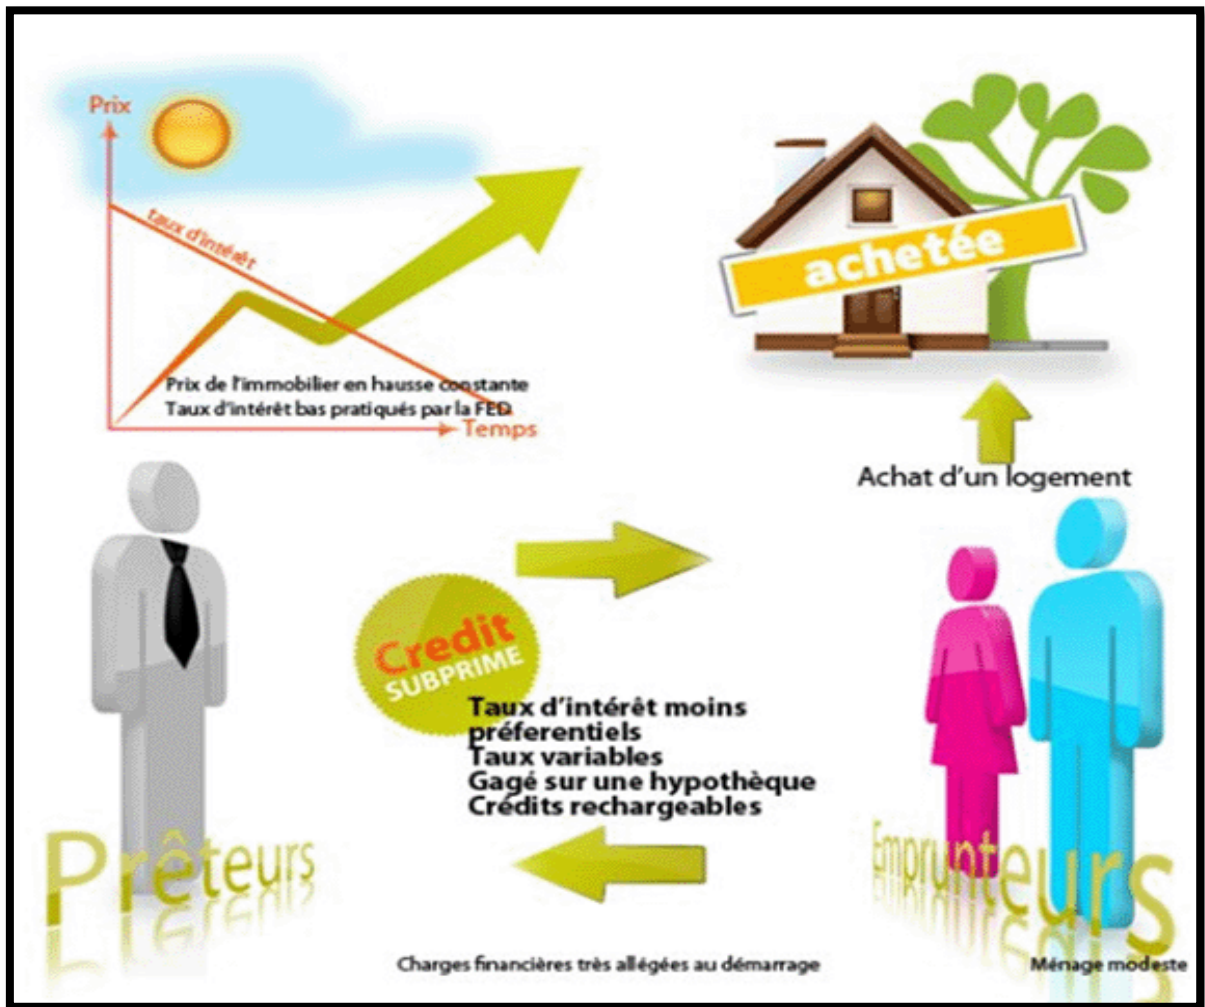 Prix
taux d'intérêt
Prix de l'immobilier en hausse constante
Taux d'intérêt bas pratiqués par la FED
Temps
achetée
Achat d'un logement
Credit
SUBPRIME
Taux d'intérêt moins
préferentiels
Taux variables
Gagé sur une hypothèque
Crédits rechargeables
Prêteurs
Emprunteurs
Charges financières très allégées au démarrage
Ménage modeste